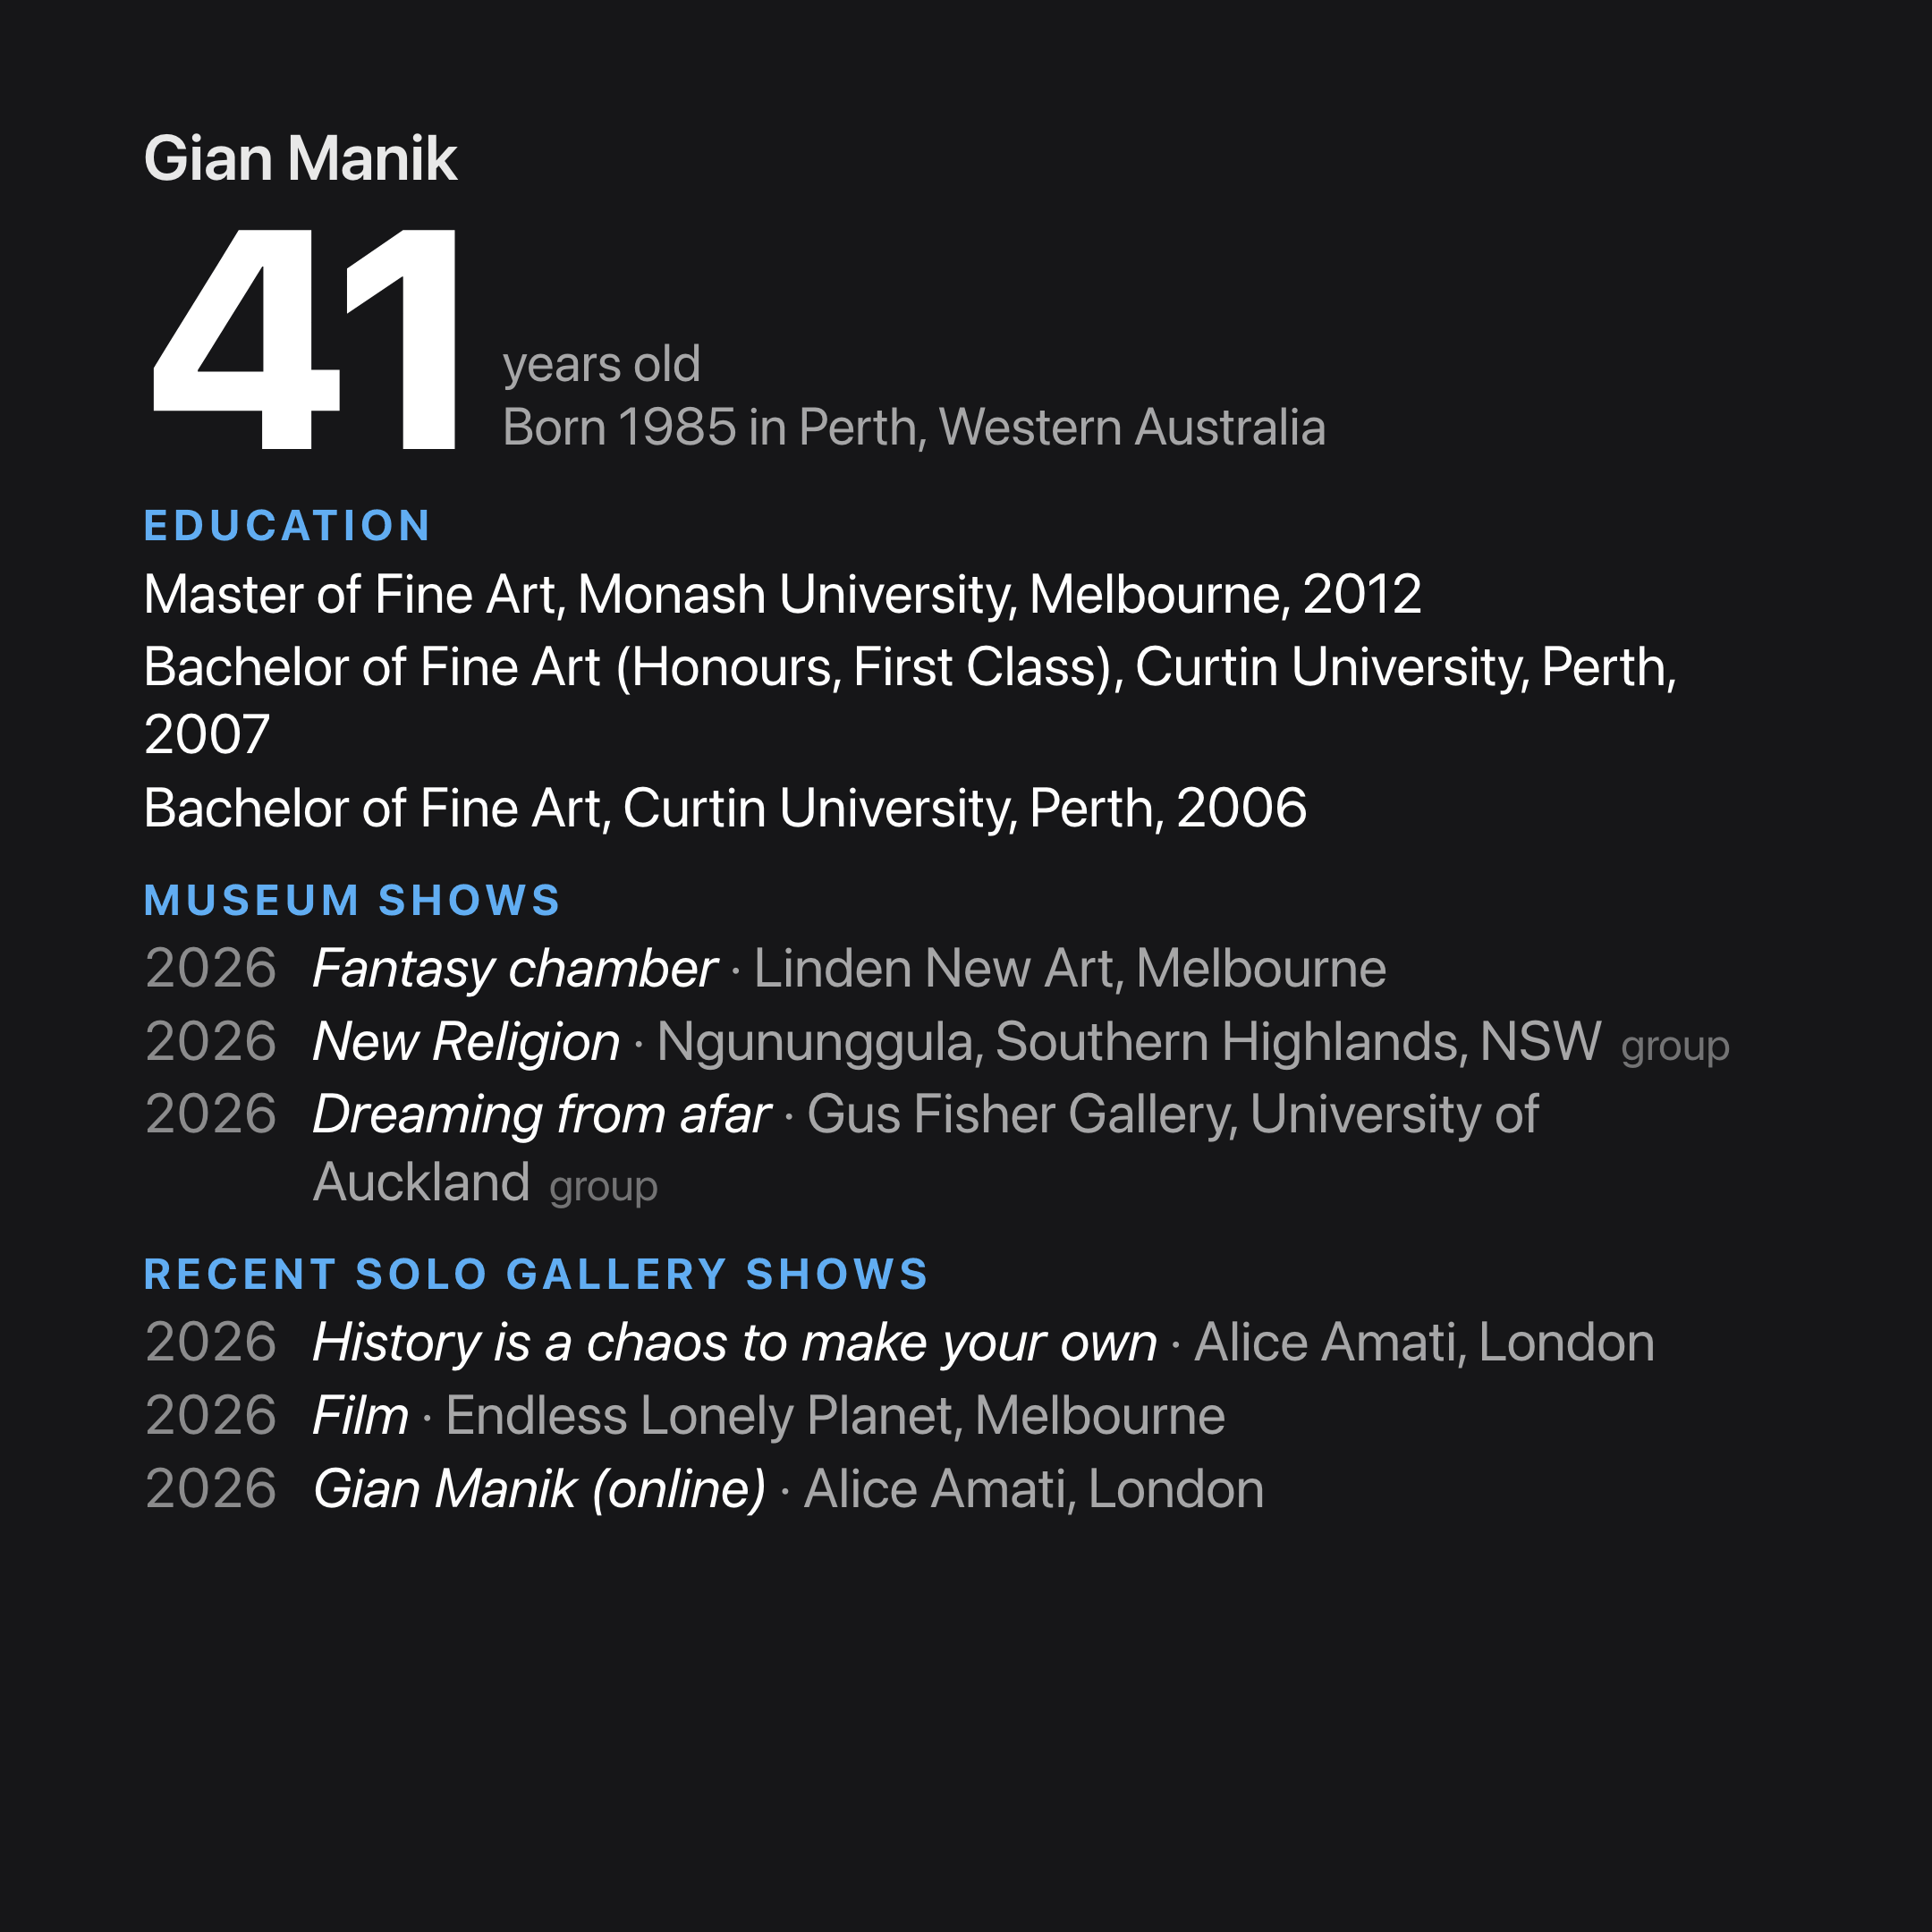 Gian Manik
41
years old
Born 1985 in Perth, Western Australia
EDUCATION
Master of Fine Art, Monash University, Melbourne, 2012
Bachelor of Fine Art (Honours, First Class), Curtin University, Perth,
2007
Bachelor of Fine Art, Curtin University, Perth, 2006
MUSEUM SHOWS
2026 Fantasy chamber · Linden New Art, Melbourne
2026 New Religion · Ngununggula, Southern Highlands, NSW group
2026 Dreaming from afar · Gus Fisher Gallery, University of
Auckland group
RECENT SOLO GALLERY SHOWS
2026 History is a chaos to make your own · Alice Amati, London
2026 Film · Endless Lonely Planet, Melbourne
2026 Gian Manik (online) · Alice Amati, London